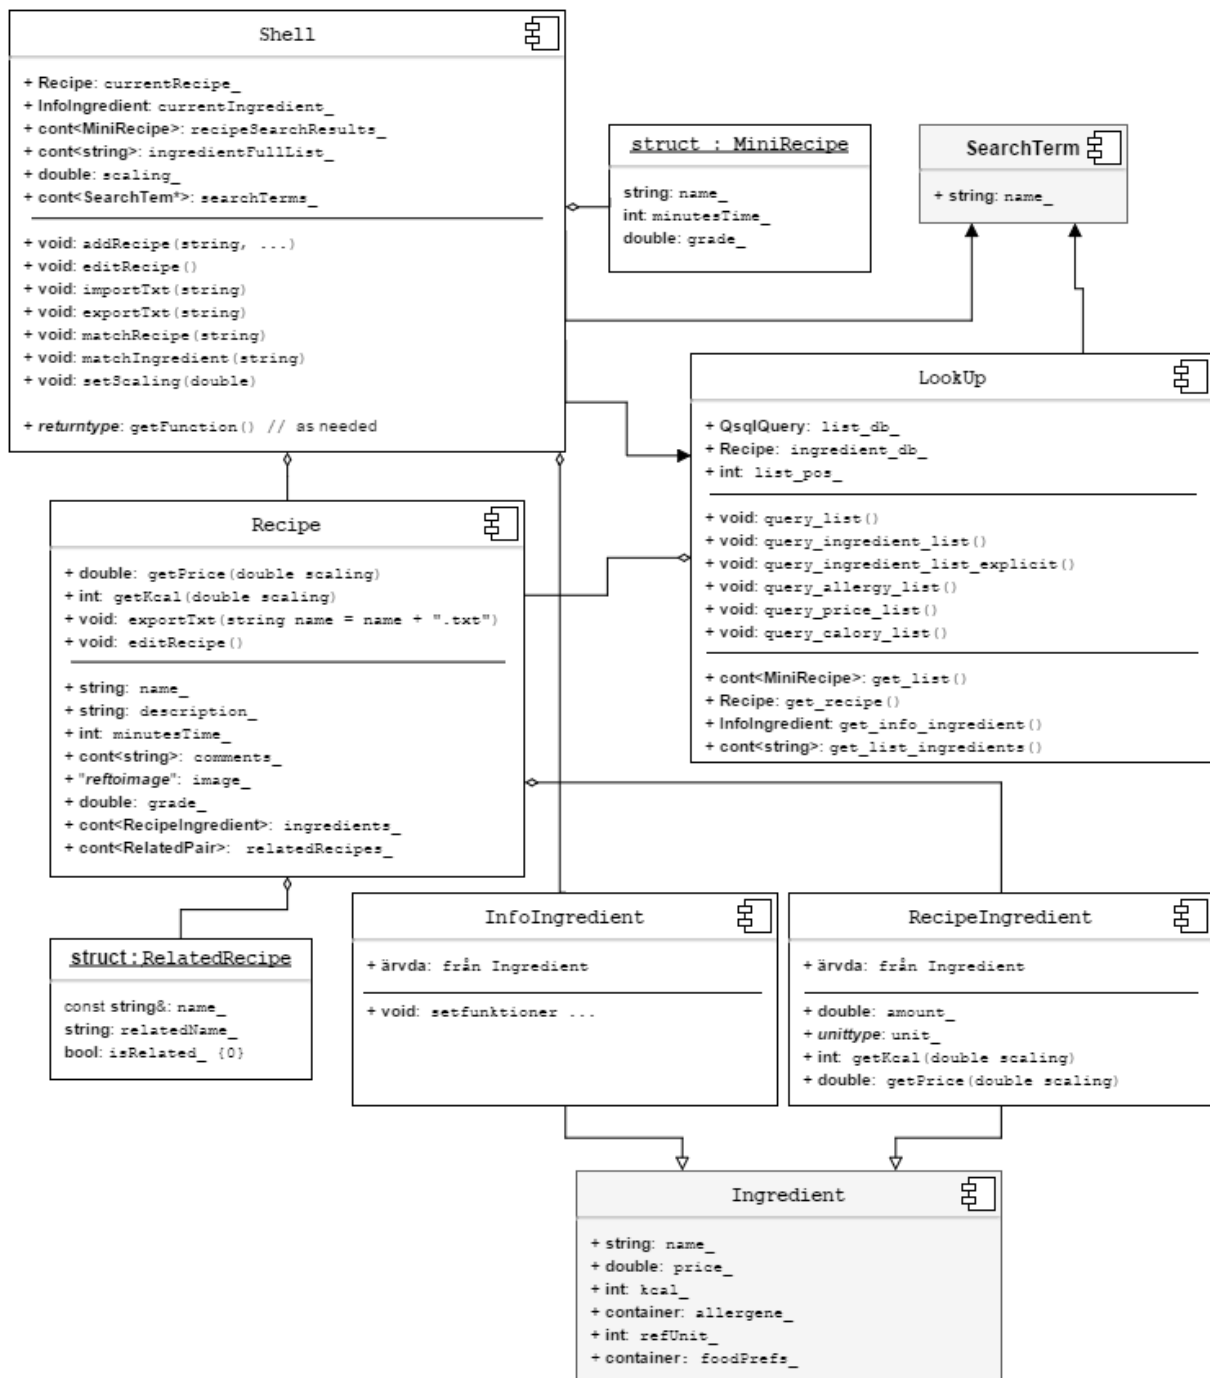 Shell
+ Recipe: currentRecipe_
+ InfoIngredient: currentIngredient_
+ cont<MiniRecipe>: recipeSearchResults_
+ cont<string>: ingredientFullList_
+ double: scaling_
+ cont<SearchTem*>: searchTerms_
+ void: addRecipe(string, ...)
+ void: editRecipe()
+ void: importTxt(string)
+ void: exportTxt(string)
+ void: matchRecipe(string)
+ void: matchIngredient(string)
+ void: setScaling(double)
+ returntype: getFunction() // as needed
struct : MiniRecipe
string: name_
int: minutesTime_
double: grade_
SearchTerm
+ string: name_
LookUp
+ QsqlQuery: list_db_
+ Recipe: ingredient_db_
+ int: list_pos_
+ void: query_list()
+ void: query_ingredient_list()
+ void: query_ingredient_list_explicit()
+ void: query_allergy_list()
+ void: query_price_list()
+ void: query_calory_list()
+ cont<MiniRecipe>: get_list()
+ Recipe: get_recipe()
+ InfoIngredient: get_info_ingredient()
+ cont<string>: get_list_ingredients()
Recipe
+ double: getPrice(double scaling)
+ int: getKcal(double scaling)
+ void: exportTxt(string name = name + ".txt")
+ void: editRecipe()
+ string: name_
+ string: description_
+ int: minutesTime_
+ cont<string>: comments_
+ "reftoimage": image_
+ double: grade_
+ cont<RecipeIngredient>: ingredients_
+ cont<RelatedPair>: relatedRecipes_
struct : RelatedRecipe
const string&: name_
string: relatedName_
bool: isRelated_ {0}
InfoIngredient
+ ärvda: från Ingredient
+ void: setfunktioner ...
RecipeIngredient
+ ärvda: från Ingredient
+ double: amount_
+ unittype: unit_
+ int: getKcal(double scaling)
+ double: getPrice(double scaling)
Ingredient
+ string: name_
+ double: price_
+ int: kcal_
+ container: allergene_
+ int: refUnit_
+ container: foodPrefs_